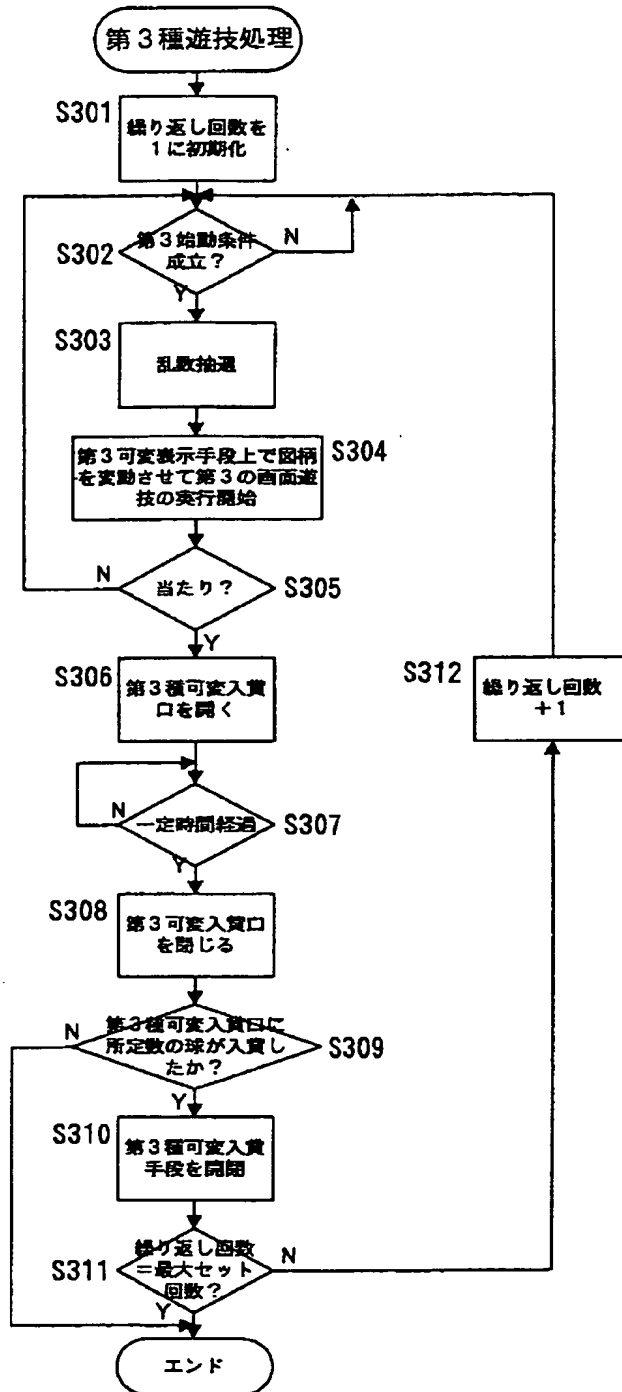 第3種遊技処理
S301
繰り返し回数を
1に初期化
S302
第3始動条件
成立?
N
Y
S303
乱数抽選
第3可変表示手段上で図柄
を変動させて第3の画面遊
技の実行開始
S304
N
当たり?
S305
Y
S306
第3種可変入賞
口を開く
S312
繰り返し回数
+1
N
一定時間経過
S307
Y
S308
第3可変入賞口
を閉じる
N
第3種可変入賞口に
所定数の球が入賞し
たか?
S309
Y
S310
第3種可変入賞
手段を開閉
S311
繰り返し回数
=最大セット
回数?
N
Y
エンド